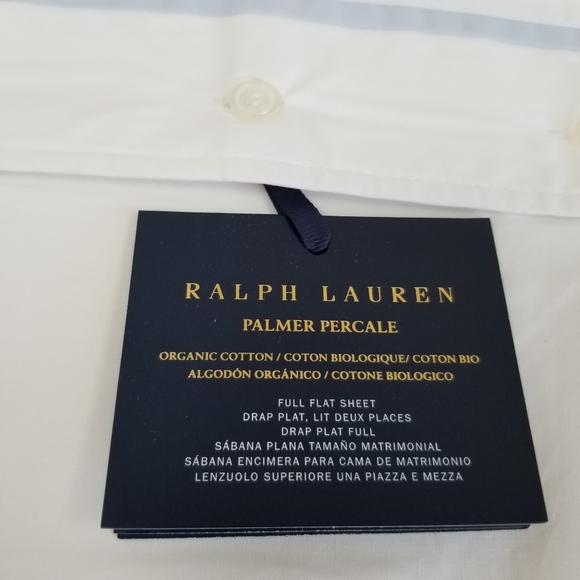 RALPH LAUREN
PALMER PERCALE
ORGANIC COTTON / COTON BIOLOGIQUE/ COTON BIO
ALGODÓN ORGÁNICO / COTONE BIOLOGICO
FULL FLAT SHEET
DRAP PLAT, LIT DEUX PLACES
DRAP PLAT FULL
SÁBANA PLANA TAMAÑO MATRIMONIAL
SÁBANA ENCIMERA PARA CAMA DE MATRIMONIO
LENZUOLO SUPERIORE UNA PIAZZA E MEZZA